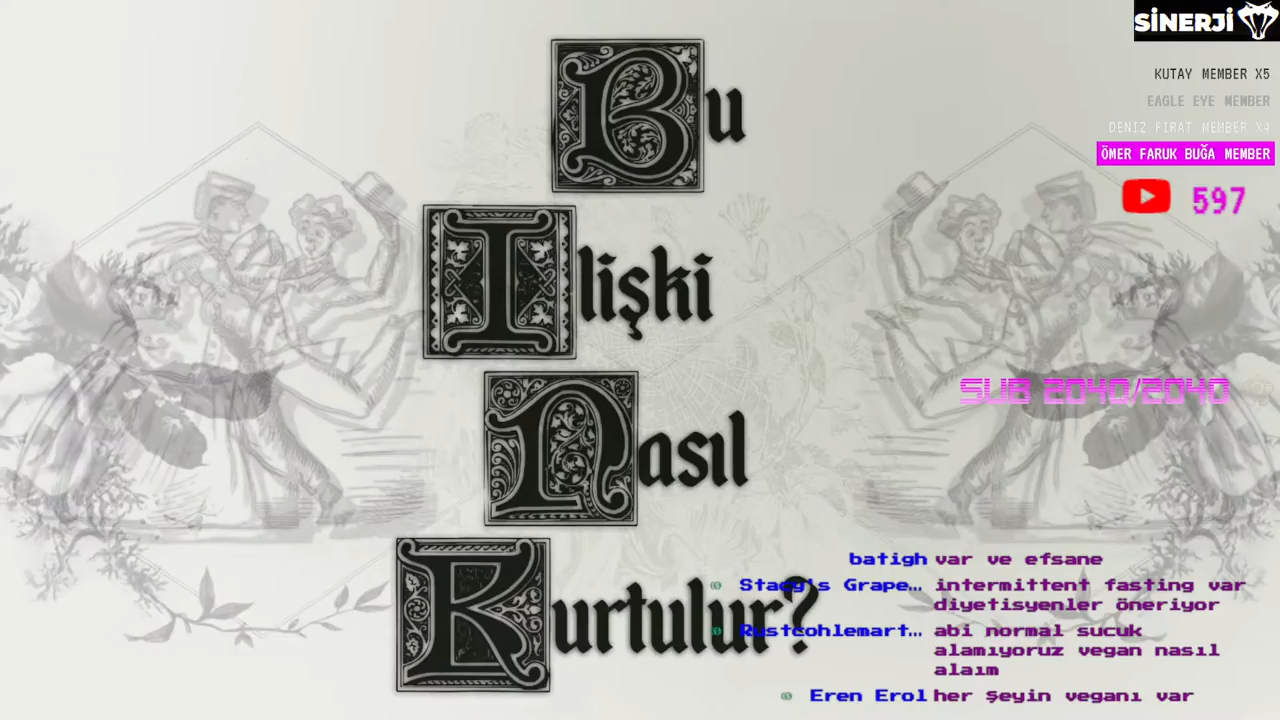 SİNERJİ
KUTAY MEMBER X5
EAGLE EYE MEMBER
DENIZ FIRAT MEMBER X4
ÖMER FARUK BUĞA MEMBER
597
Bu
Ilişki
Nasıl
Kurtulur?
SUB 2040/2040
batigh var ve efsane
Stacy's Grape… intermittent fasting var
diyetisyenler öneriyor
Rustcohlemart… abi normal sucuk
alamıyoruz vegan nasıl
alaım
Eren Erol her şeyin veganı var